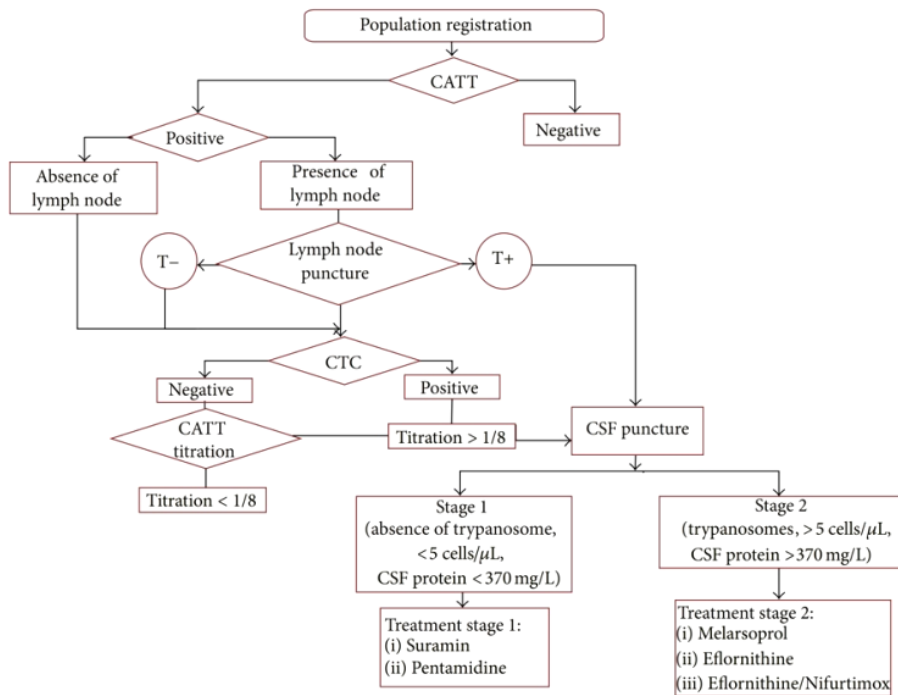 Population registration
CATT
Negative
Positive
Absence of
lymph node
Presence of
lymph node
T−
Lymph node
puncture
T+
CTC
Negative
Positive
CATT
titration
Titration > 1/8
CSF puncture
Titration < 1/8
Stage 1
(absence of trypanosome,
<5 cells/μL,
CSF protein <370 mg/L)
Stage 2
(trypanosomes, >5 cells/μL,
CSF protein >370 mg/L)
Treatment stage 1:
(i) Suramin
(ii) Pentamidine
Treatment stage 2:
(i) Melarsoprol
(ii) Eflornithine
(iii) Eflornithine/Nifurtimox